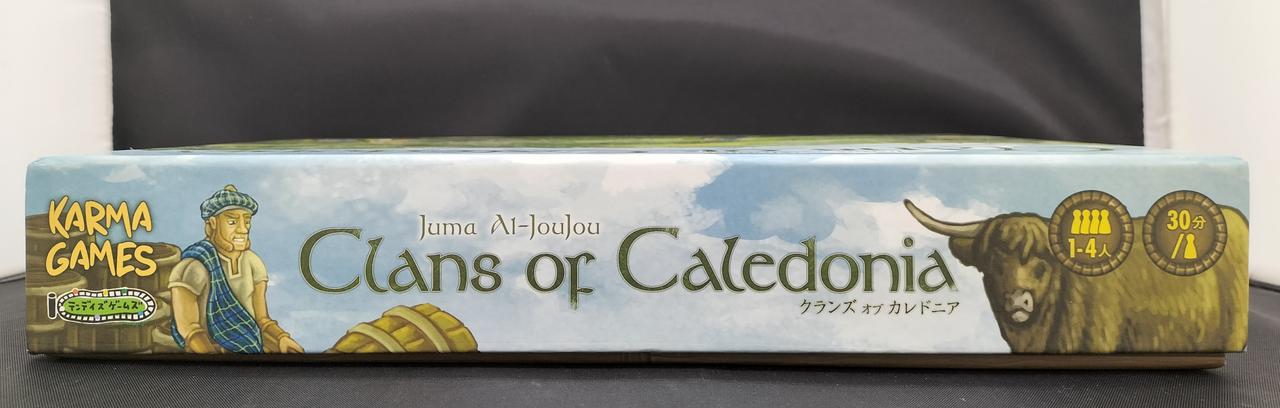 KARMA
GAMES
テンデイズゲームズ
Juma Al-JouJou
Clans of Caledonia
クランズ オブ カレドニア
1-4人
30分
/